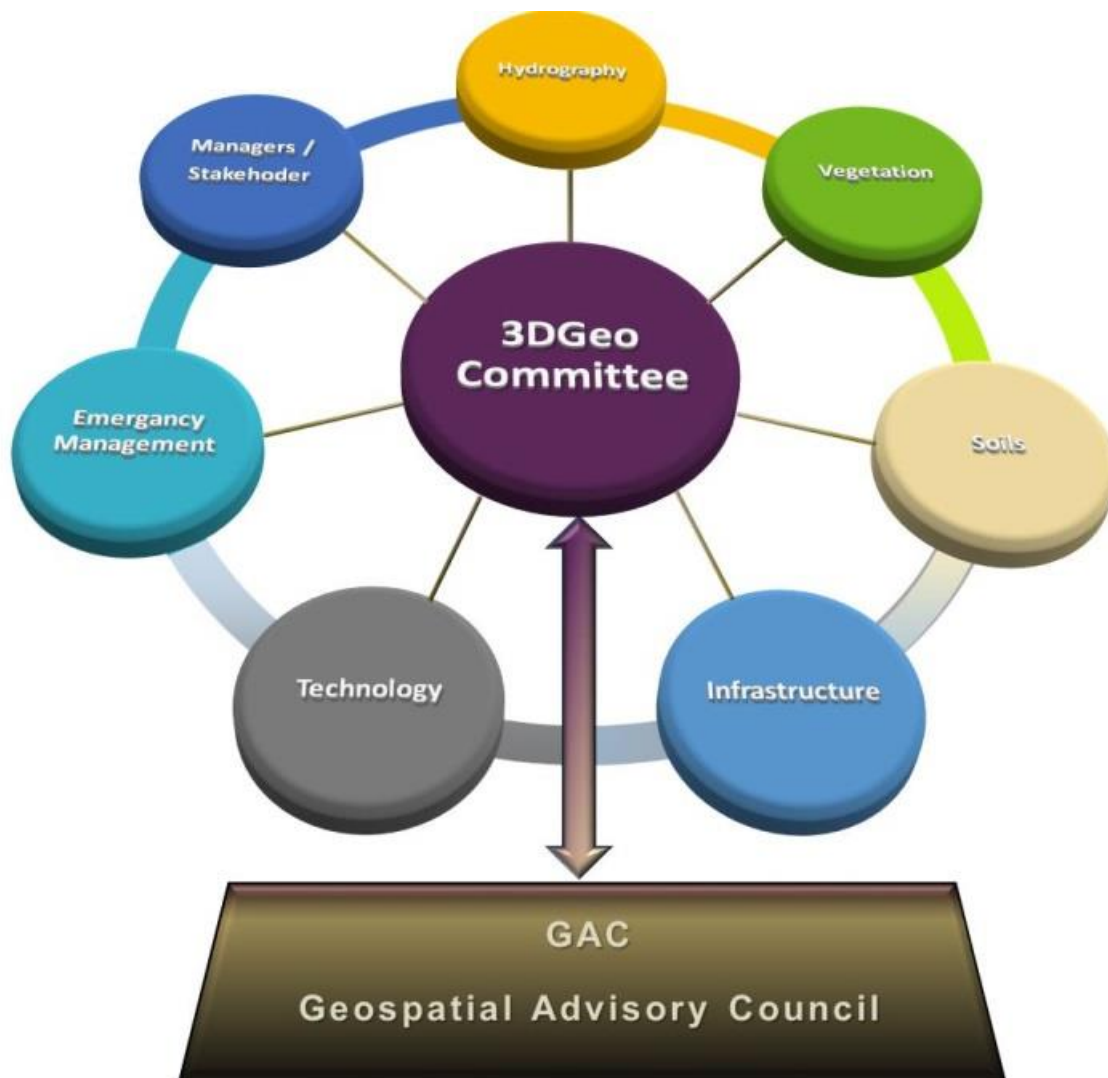 Hydrography
Managers /
Stakehoder
Vegetation
3DGeo
Committee
Emergancy
Management
Soils
Technology
Infrastructure
GAC
Geospatial Advisory Council